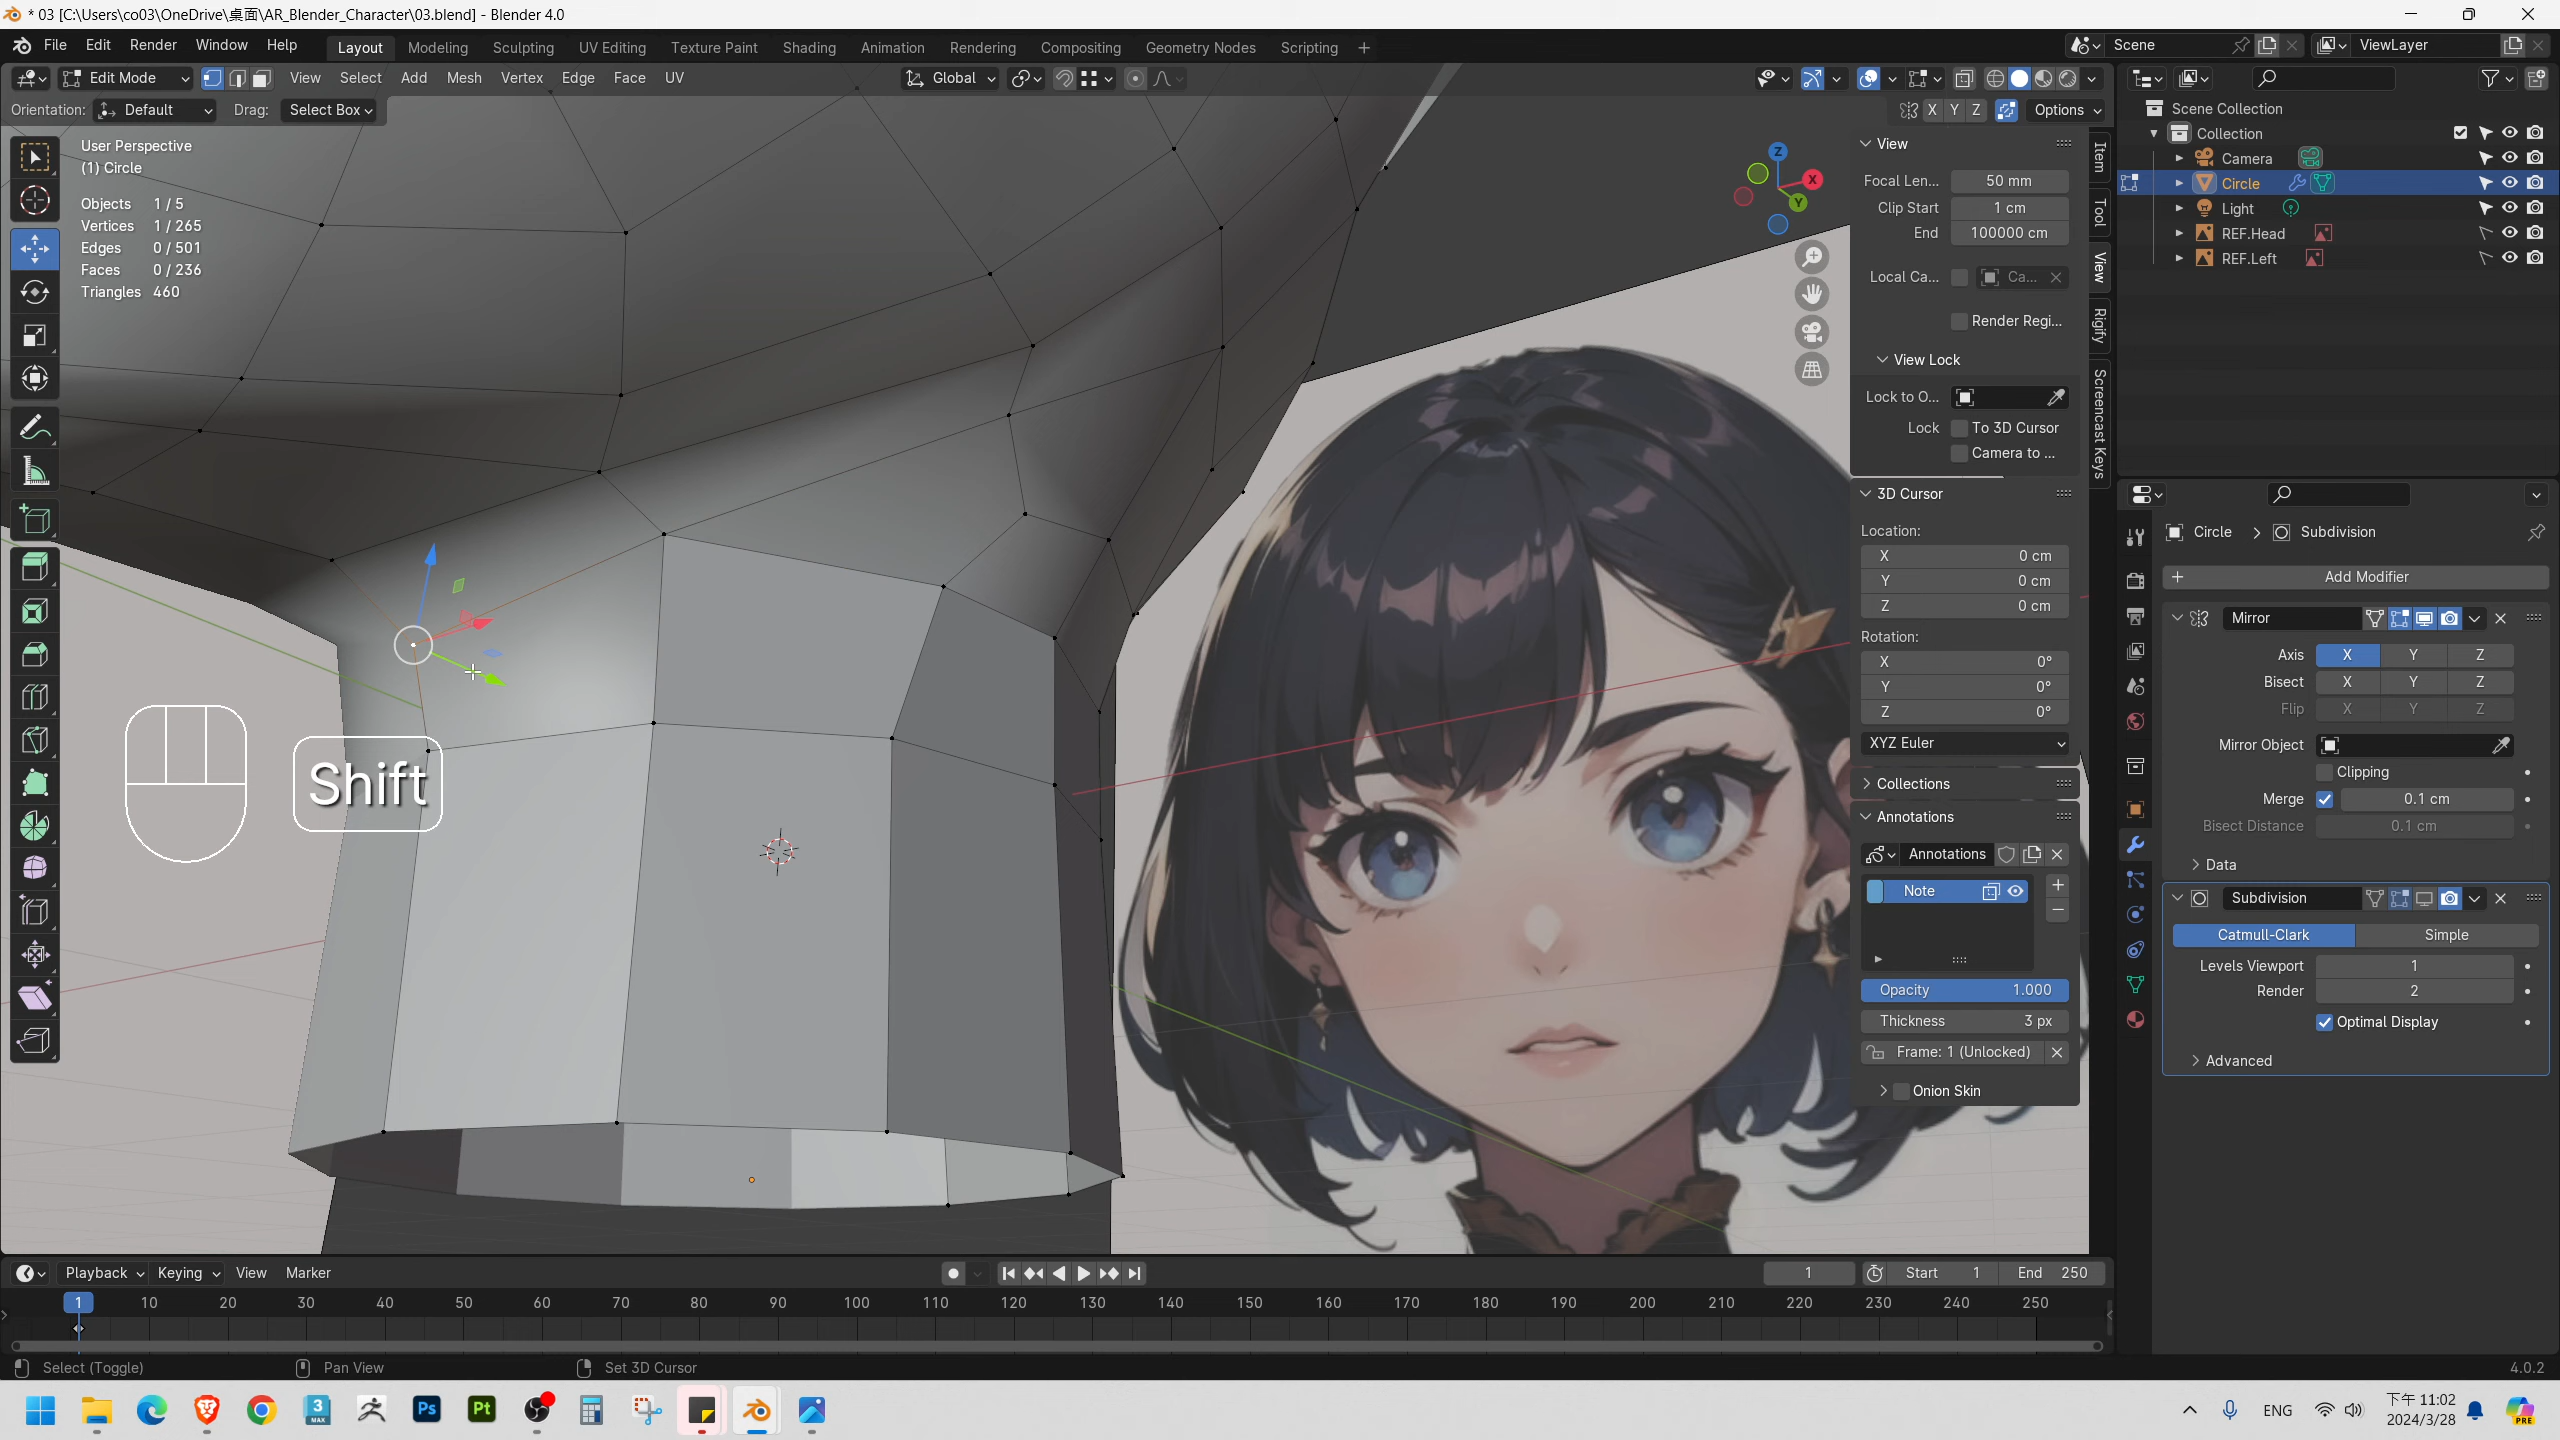 * 03 [C:\Users\co03\OneDrive\桌面\AR_Blender_Character\03.blend] - Blender 4.0
File Edit Render Window Help Layout Modeling Sculpting UV Editing Texture Paint Shading Animation Rendering Compositing Geometry Nodes Scripting + Scene ViewLayer
Edit Mode View Select Add Mesh Vertex Edge Face UV Global
Orientation: Default Drag: Select Box X Y Z Options
User Perspective
(1) Circle
Objects 1 / 5
Vertices 1 / 265
Edges 0 / 501
Faces 0 / 236
Triangles 460
Shift
Z
X
Y
View
Focal Len... 50 mm
Clip Start 1 cm
End 100000 cm
Local Ca... Ca...
Render Regi...
View Lock
Lock to O...
Lock To 3D Cursor
Camera to ...
3D Cursor
Location:
X 0 cm
Y 0 cm
Z 0 cm
Rotation:
X 0°
Y 0°
Z 0°
XYZ Euler
Collections
Annotations
Annotations
Note
Opacity 1.000
Thickness 3 px
Frame: 1 (Unlocked)
Onion Skin
Item
Tool
View
Rigify
Screencast Keys
Scene Collection
Collection
Camera
Circle
Light
REF.Head
REF.Left
Circle > Subdivision
+ Add Modifier
Mirror
Axis X Y Z
Bisect X Y Z
Flip X Y Z
Mirror Object
Clipping
Merge 0.1 cm
Bisect Distance 0.1 cm
Data
Subdivision
Catmull-Clark Simple
Levels Viewport 1
Render 2
Optimal Display
Advanced
Playback Keying View Marker 1 Start 1 End 250
1 10 20 30 40 50 60 70 80 90 100 110 120 130 140 150 160 170 180 190 200 210 220 230 240 250
Select (Toggle) Pan View Set 3D Cursor 4.0.2
3 MAX Ps Pt ENG 下午 11:02
2024/3/28
PRE